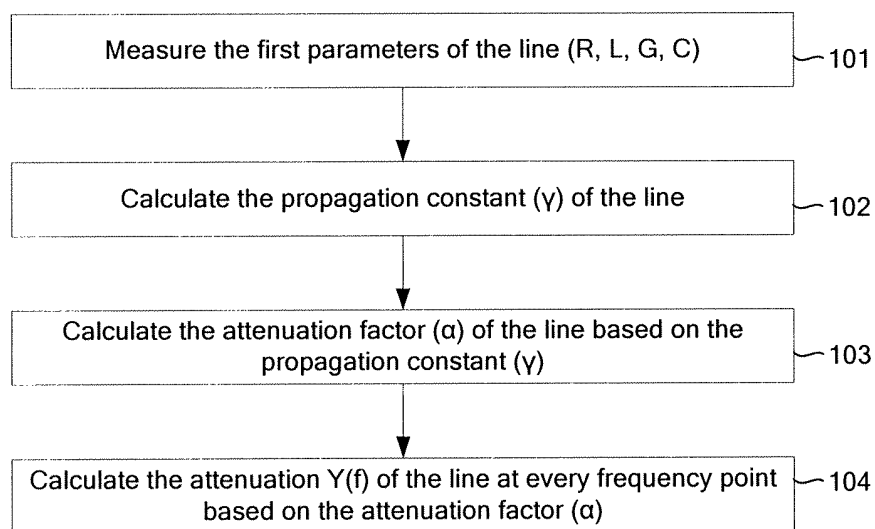 Measure the first parameters of the line (R, L, G, C)
101
Calculate the propagation constant (γ) of the line
102
Calculate the attenuation factor (α) of the line based on the
propagation constant (γ)
103
Calculate the attenuation Y(f) of the line at every frequency point
based on the attenuation factor (α)
104